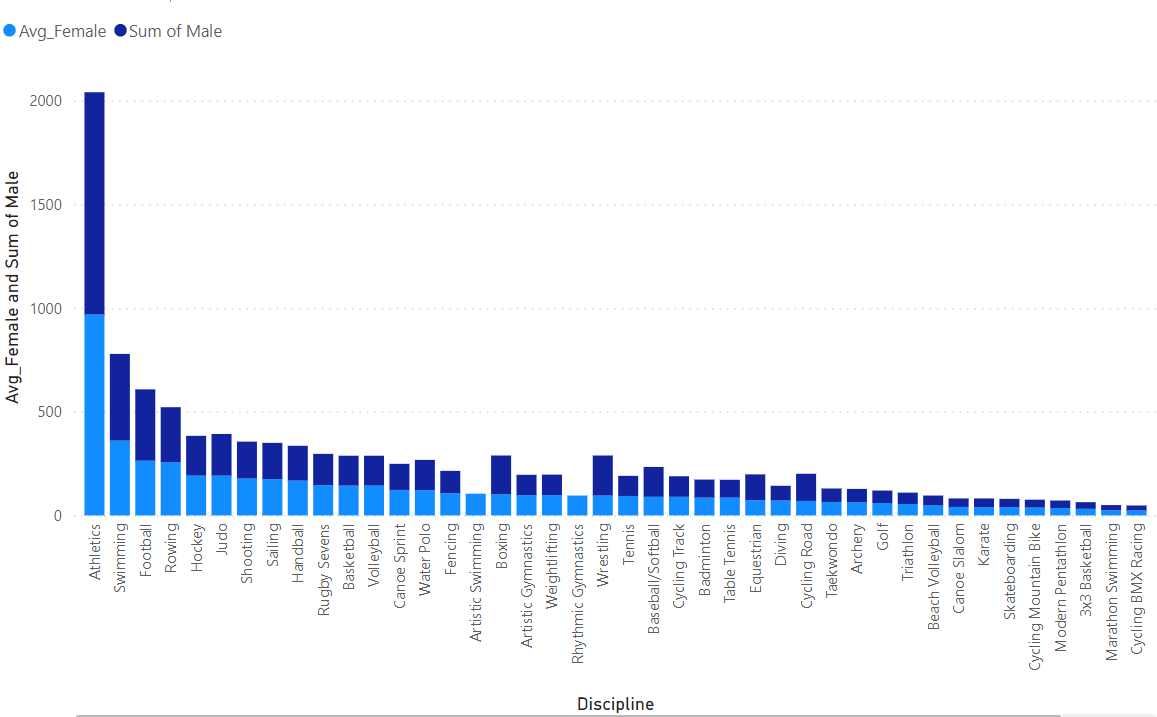 Avg_Female Sum of Male
Avg_Female and Sum of Male
2000
1500
1000
500
0
Athletics
Swimming
Football
Rowing
Hockey
Judo
Shooting
Sailing
Handball
Rugby Sevens
Basketball
Volleyball
Canoe Sprint
Water Polo
Fencing
Artistic Swimming
Boxing
Artistic Gymnastics
Weightlifting
Rhythmic Gymnastics
Wrestling
Tennis
Baseball/Softball
Cycling Track
Badminton
Table Tennis
Equestrian
Diving
Cycling Road
Taekwondo
Archery
Golf
Triathlon
Beach Volleyball
Canoe Slalom
Karate
Skateboarding
Cycling Mountain Bike
Modern Pentathlon
3x3 Basketball
Marathon Swimming
Cycling BMX Racing
Discipline